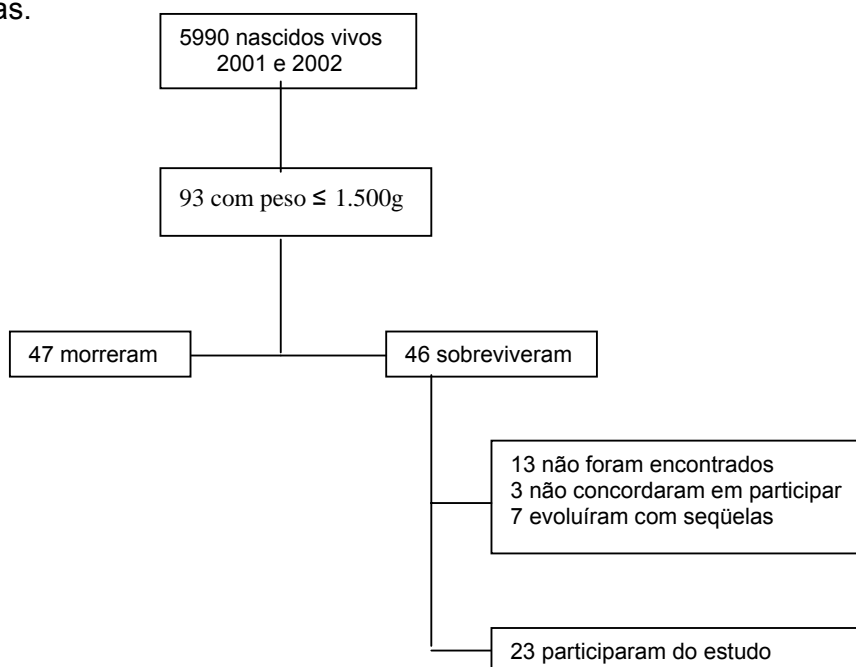 as.
5990 nascidos vivos
2001 e 2002
93 com peso ≤ 1.500g
47 morreram
46 sobreviveram
13 não foram encontrados
3 não concordaram em participar
7 evoluíram com seqüelas
23 participaram do estudo